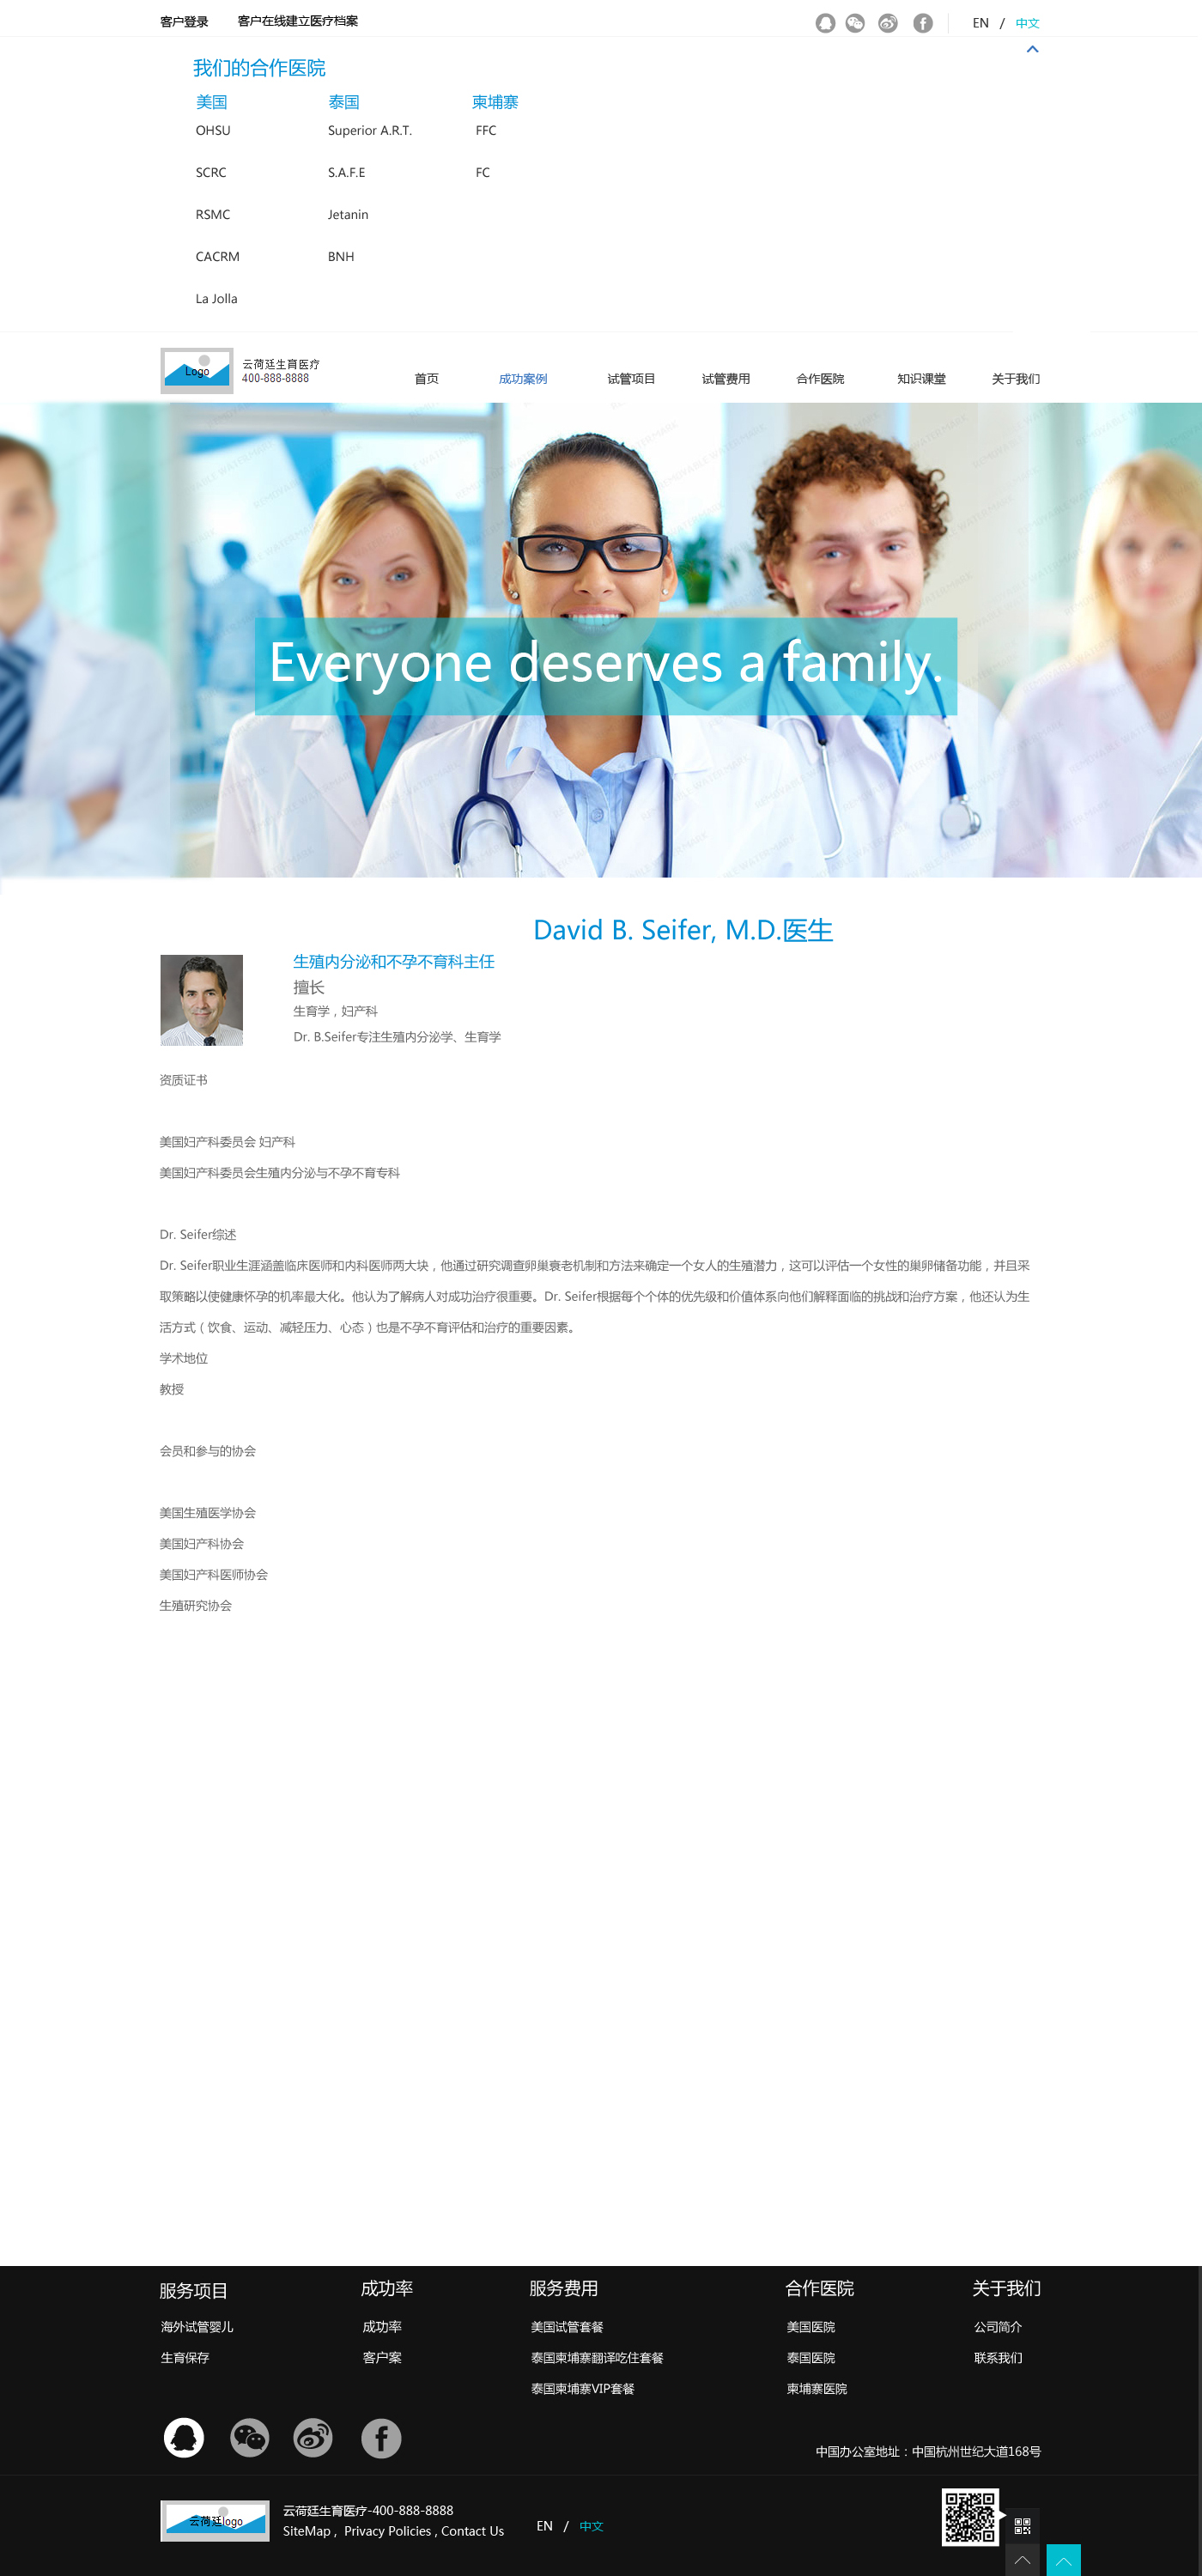 客户登录 客户在线建立医疗档案 EN / 中文
我们的合作医院
美国 泰国 柬埔寨
OHSU Superior A.R.T. FFC
SCRC S.A.F.E FC
RSMC Jetanin
CACRM BNH
La Jolla
Logo
云荷廷生育医疗
400-888-8888
首页 成功案例 试管项目 试管费用 合作医院 知识课堂 关于我们
Everyone deserves a family.
David B. Seifer, M.D.医生
生殖内分泌和不孕不育科主任
擅长
生育学，妇产科
Dr. B.Seifer专注生殖内分泌学、生育学
资质证书
美国妇产科委员会 妇产科
美国妇产科委员会生殖内分泌与不孕不育专科
Dr. Seifer综述
Dr. Seifer职业生涯涵盖临床医师和内科医师两大块，他通过研究调查卵巢衰老机制和方法来确定一个女人的生殖潜力，这可以评估一个女性的巢卵储备功能，并且采
取策略以使健康怀孕的机率最大化。他认为了解病人对成功治疗很重要。Dr. Seifer根据每个个体的优先级和价值体系向他们解释面临的挑战和治疗方案，他还认为生
活方式（饮食、运动、减轻压力、心态）也是不孕不育评估和治疗的重要因素。
学术地位
教授
会员和参与的协会
美国生殖医学协会
美国妇产科协会
美国妇产科医师协会
生殖研究协会
服务项目 成功率 服务费用 合作医院 关于我们
海外试管婴儿 成功率 美国试管套餐 美国医院 公司简介
生育保存 客户案 泰国柬埔寨翻译吃住套餐 泰国医院 联系我们
泰国柬埔寨VIP套餐 柬埔寨医院
中国办公室地址：中国杭州世纪大道168号
云荷廷logo
云荷廷生育医疗-400-888-8888
SiteMap , Privacy Policies , Contact Us
EN / 中文